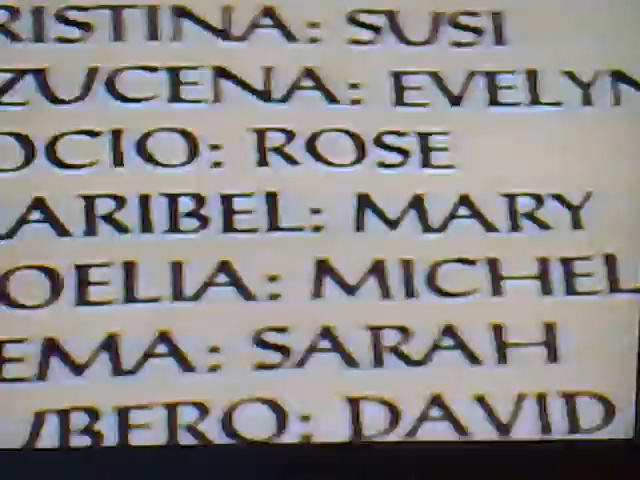 RISTINA: SUSI
ZUCENA: EVELYN
OCIO: ROSE
ARIBEL: MARY
OELIA: MICHEL
EMA: SARAH
BERO: DAVID